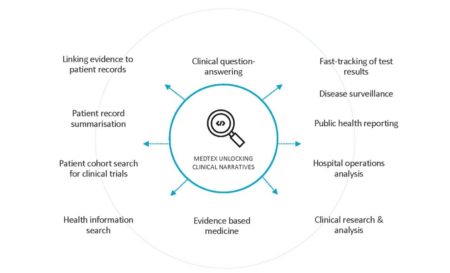 Linking evidence to
patient records
Clinical question-
answering
Fast-tracking of test
results
Disease surveillance
Patient record
summarisation
</>
Public health reporting
MEDTEX UNLOCKING
CLINICAL NARRATIVES
Patient cohort search
for clinical trials
Hospital operations
analysis
Health information
search
Evidence based
medicine
Clinical research &
analysis